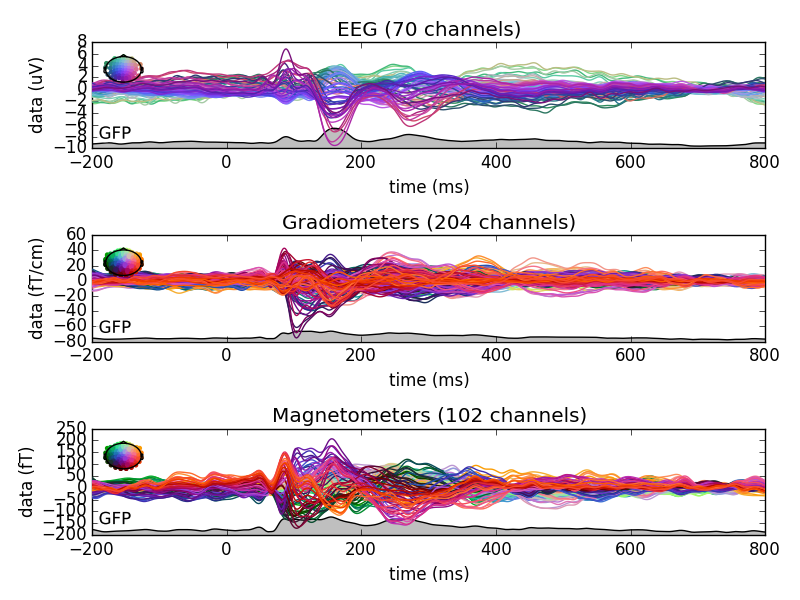 EEG (70 channels)
8
6
4
2
0
−2
−4
−6
−8
−10
data (uV)
GFP
−200 0 200 400 600 800
time (ms)
Gradiometers (204 channels)
60
40
20
0
−20
−40
−60
−80
data (fT/cm)
GFP
−200 0 200 400 600 800
time (ms)
Magnetometers (102 channels)
250
200
150
100
50
0
−50
−100
−150
−200
data (fT)
GFP
−200 0 200 400 600 800
time (ms)